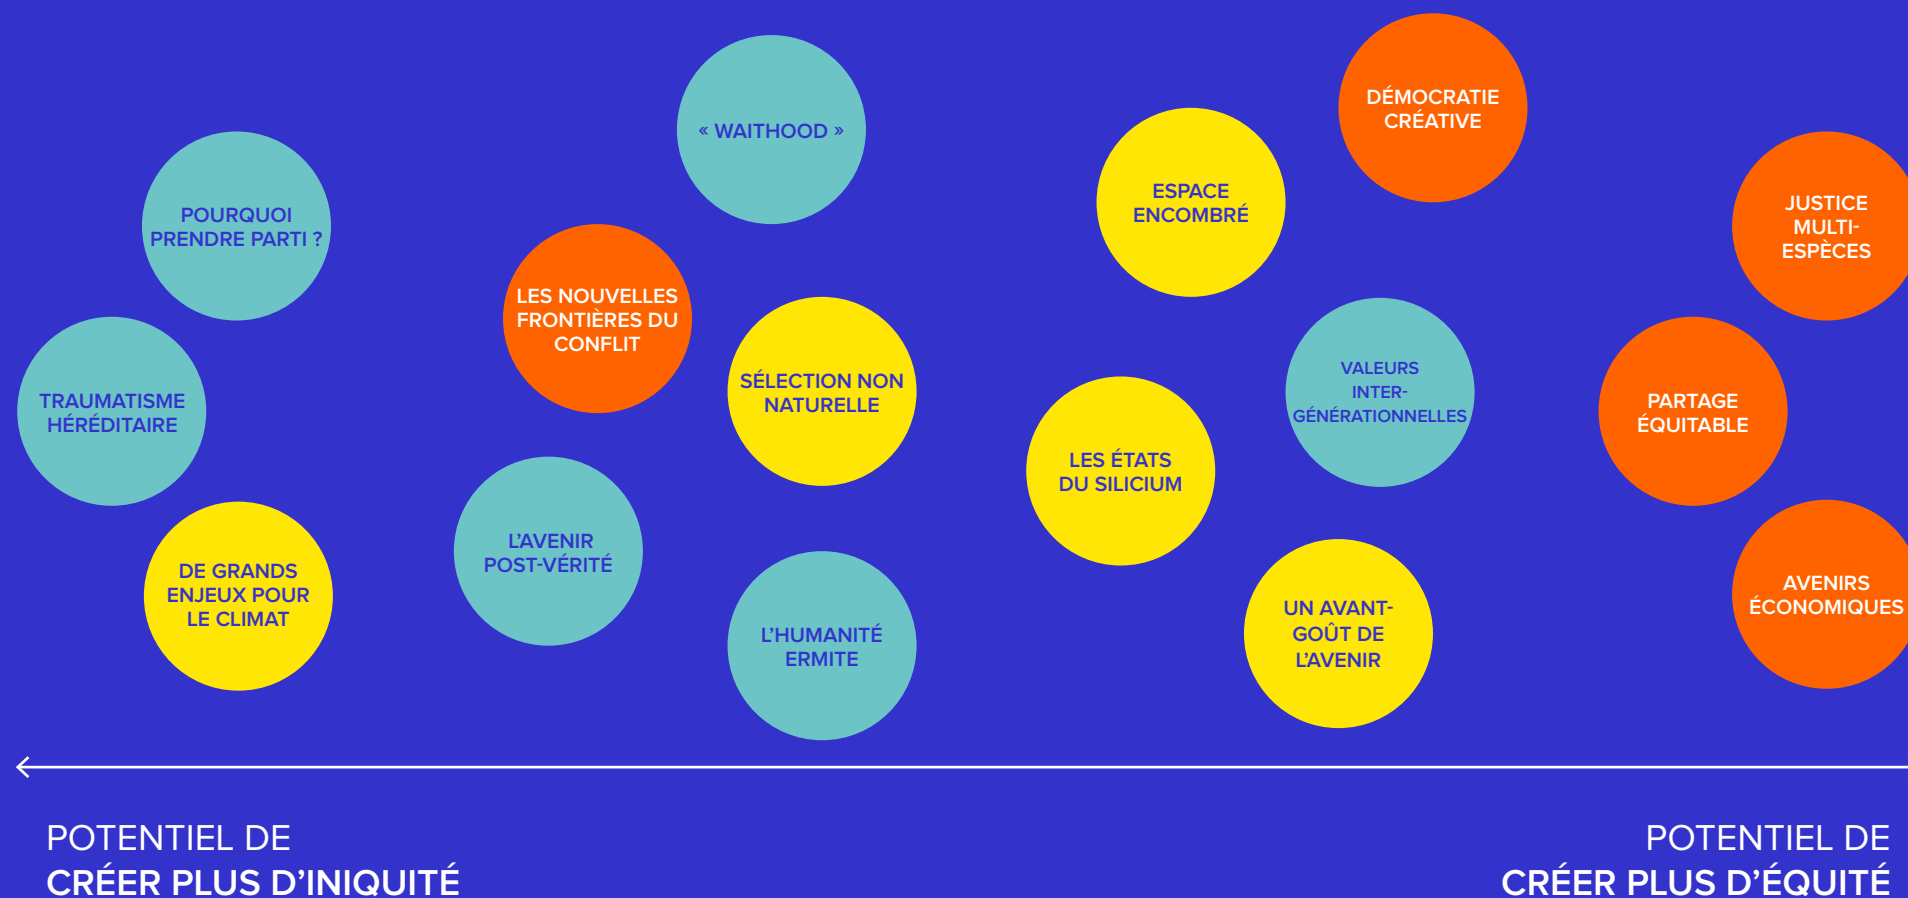 DÉMOCRATIE
CRÉATIVE
« WAITHOOD »
ESPACE
ENCOMBRÉ
POURQUOI
PRENDRE PARTI ?
JUSTICE
MULTI-
ESPÈCES
LES NOUVELLES
FRONTIÈRES DU
CONFLIT
SÉLECTION NON
NATURELLE
VALEURS
INTER-
GÉNÉRATIONNELLES
TRAUMATISME
HÉRÉDITAIRE
PARTAGE
ÉQUITABLE
LES ÉTATS
DU SILICIUM
L’AVENIR
POST-VÉRITÉ
DE GRANDS
ENJEUX POUR
LE CLIMAT
AVENIRS
ÉCONOMIQUES
UN AVANT-
GOÛT DE
L’AVENIR
L’HUMANITÉ
ERMITE
POTENTIEL DE
CRÉER PLUS D’INIQUITÉ
POTENTIEL DE
CRÉER PLUS D’ÉQUITÉ